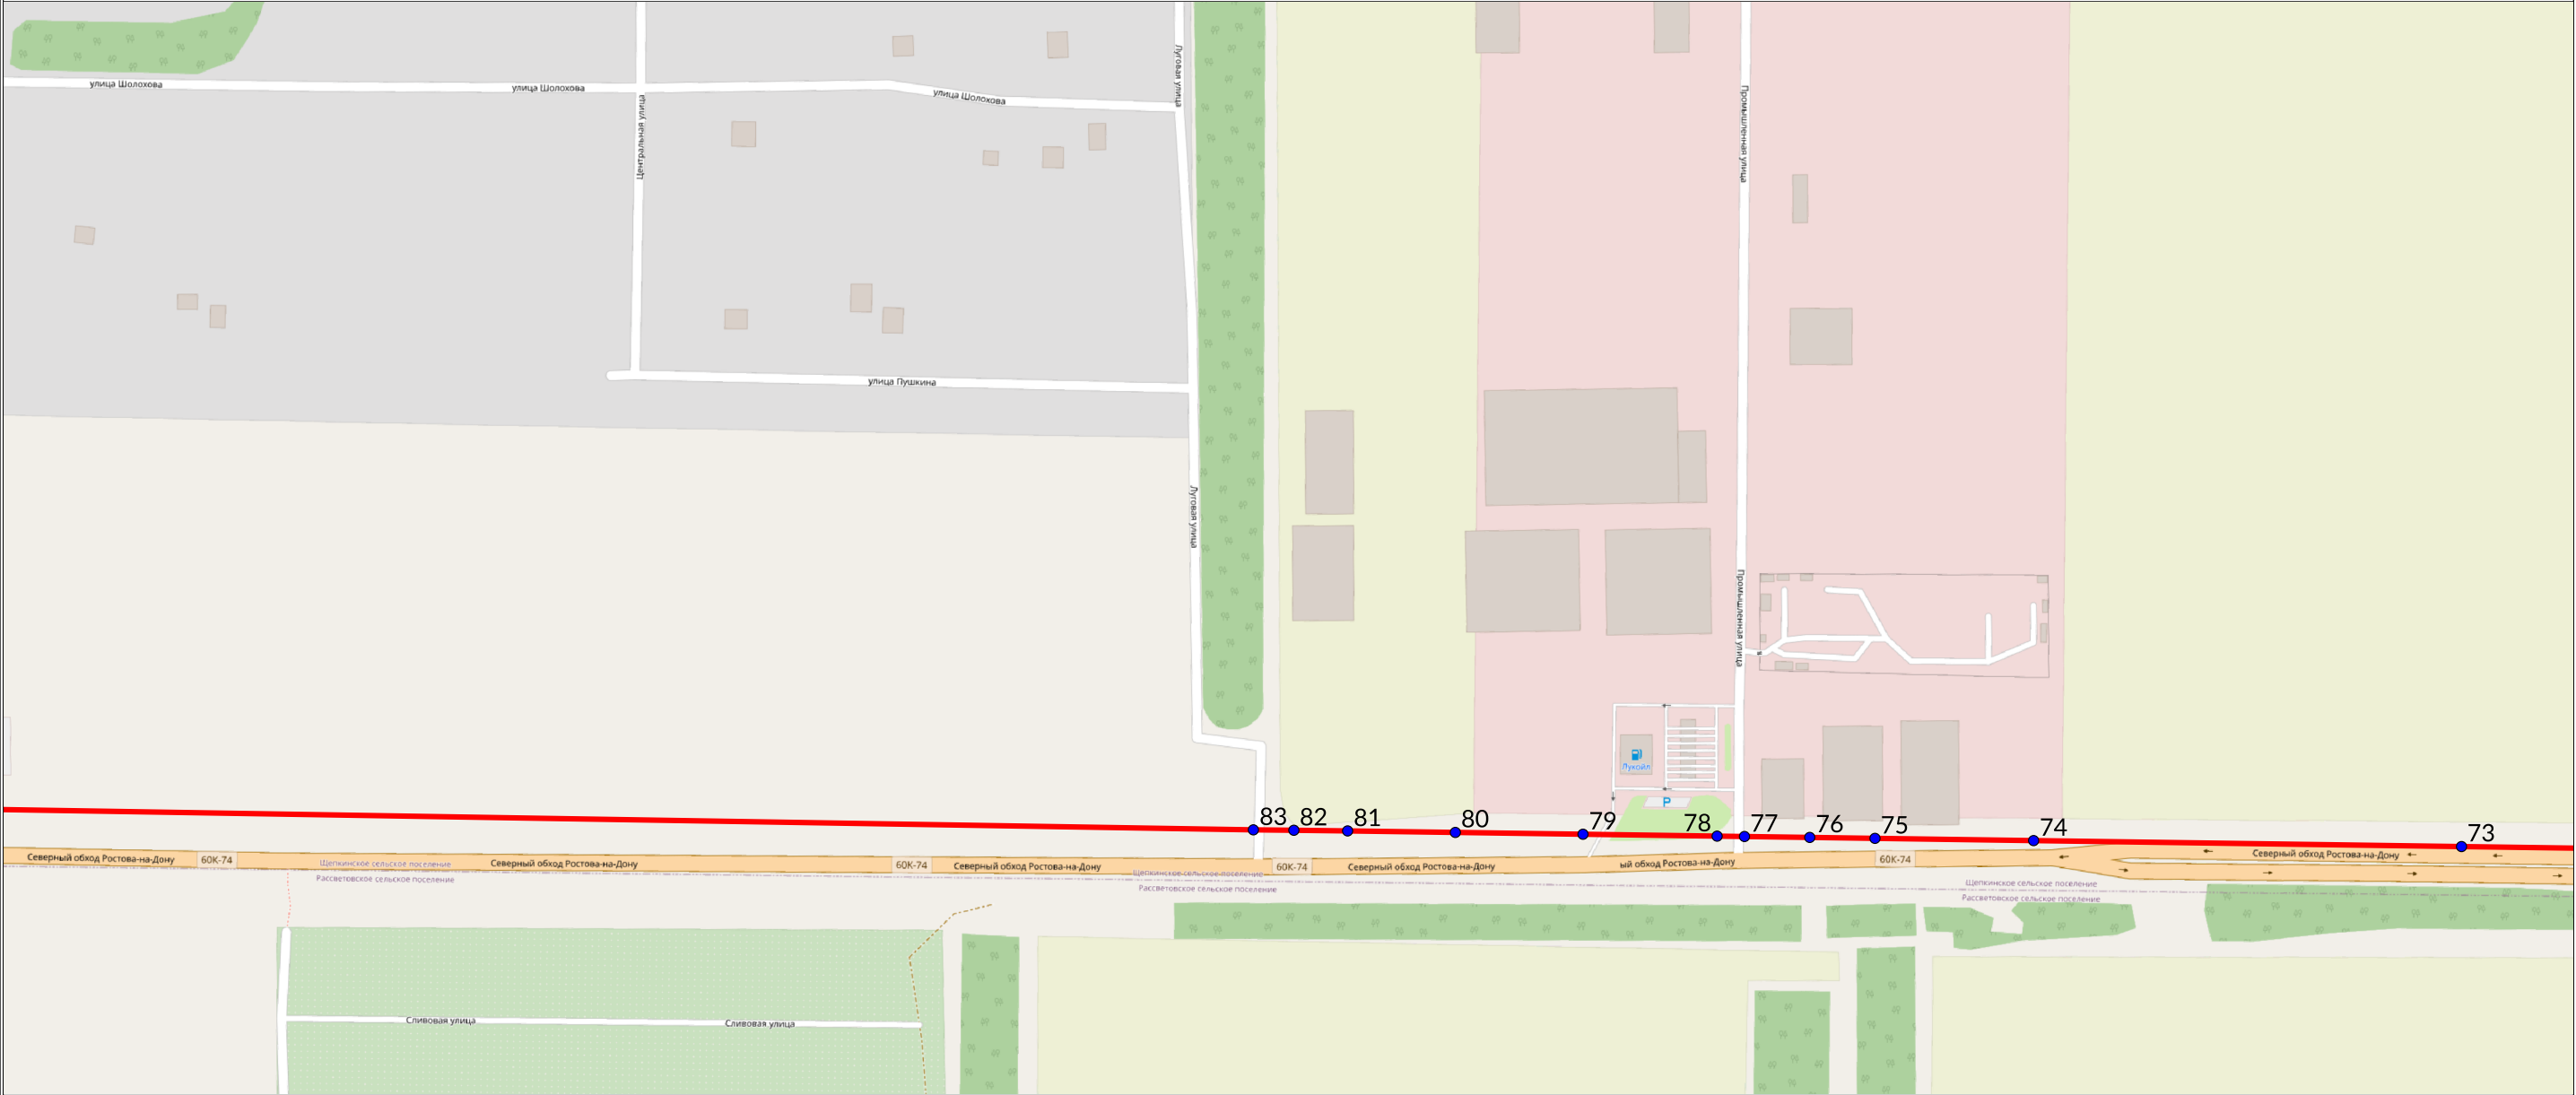 улица Шолохова
улица Шолохова
улица Шолохова
Луговая улица
Центральная улица
Промышленная улица
улица Пушкина
Луговая улица
Промышленная улица
Лукойл
P
83
82
81
80
79
78
77
76
75
74
73
Северный обход Ростова-на-Дону
60К-74
Щепкинское сельское поселение
Рассветовское сельское поселение
Северный обход Ростова-на-Дону
60К-74
Северный обход Ростова-на-Дону
Щепкинское сельское поселение
Рассветовское сельское поселение
60К-74
Северный обход Ростова-на-Дону
ый обход Ростова-на-Дону
60К-74
Северный обход Ростова-на-Дону
Щепкинское сельское поселение
Рассветовское сельское поселение
Сливовая улица
Сливовая улица